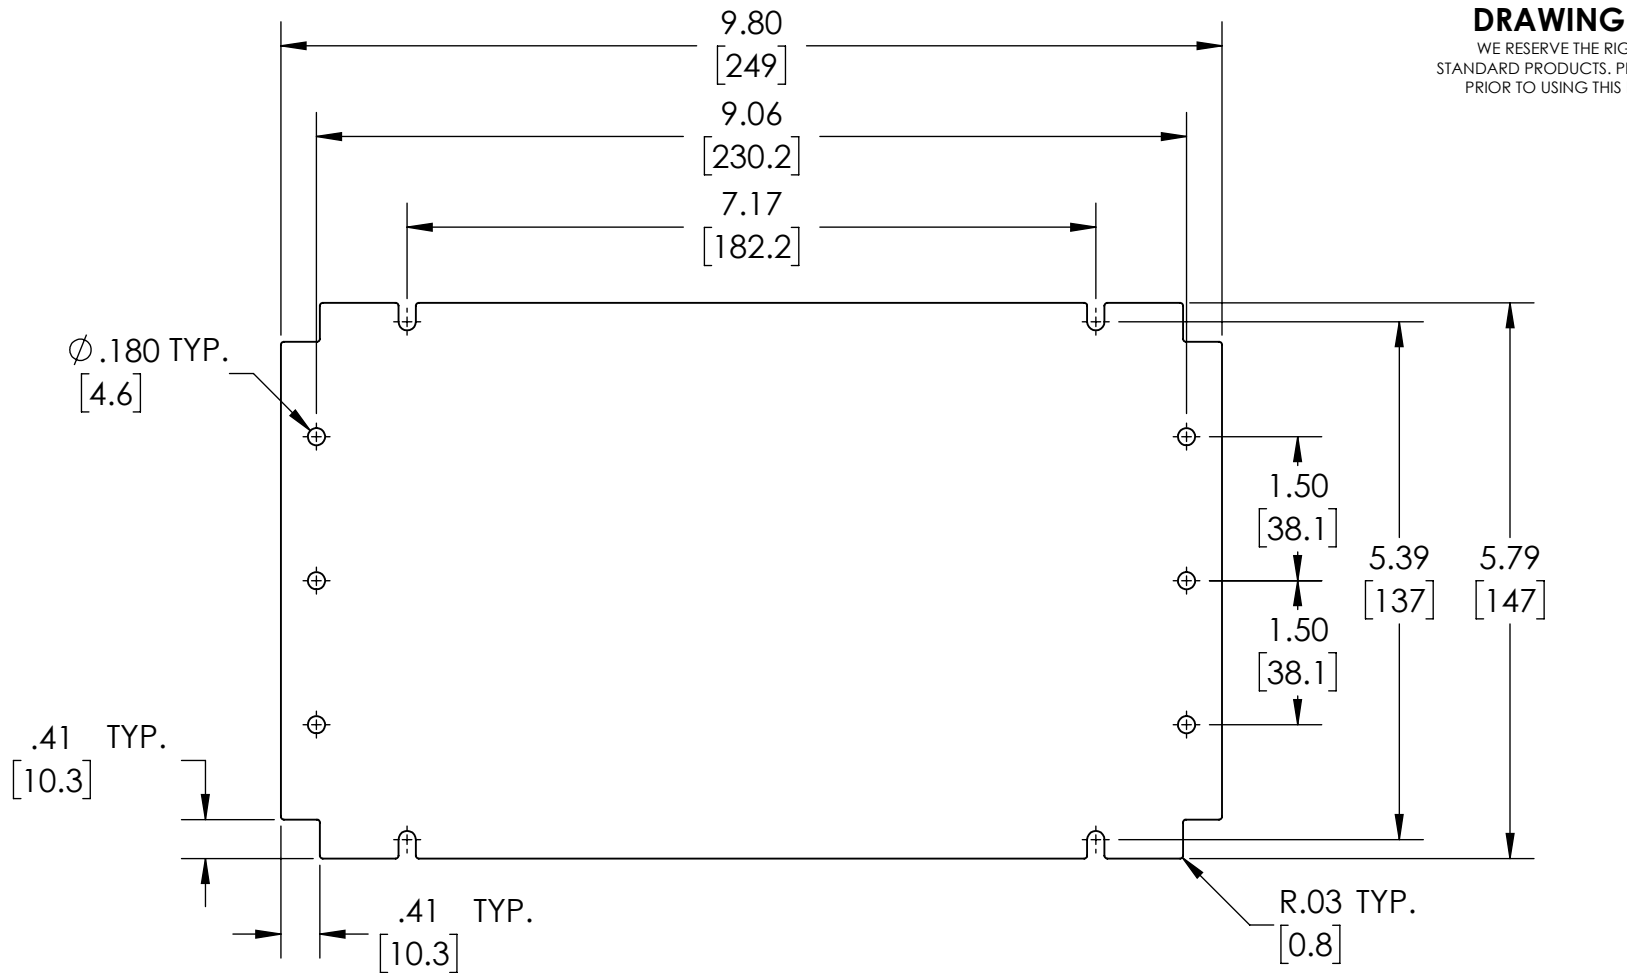 DRAWING
WE RESERVE THE
STANDARD PRODUCTS.
PRIOR TO USING THIS
9.80
[249]
9.06
[230.2]
7.17
[182.2]
∅ .180 TYP.
[4.6]
1.50
[38.1]
5.39
[137]
5.79
[147]
1.50
[38.1]
.41 TYP.
[10.3]
.41 TYP.
[10.3]
R.03 TYP.
[0.8]